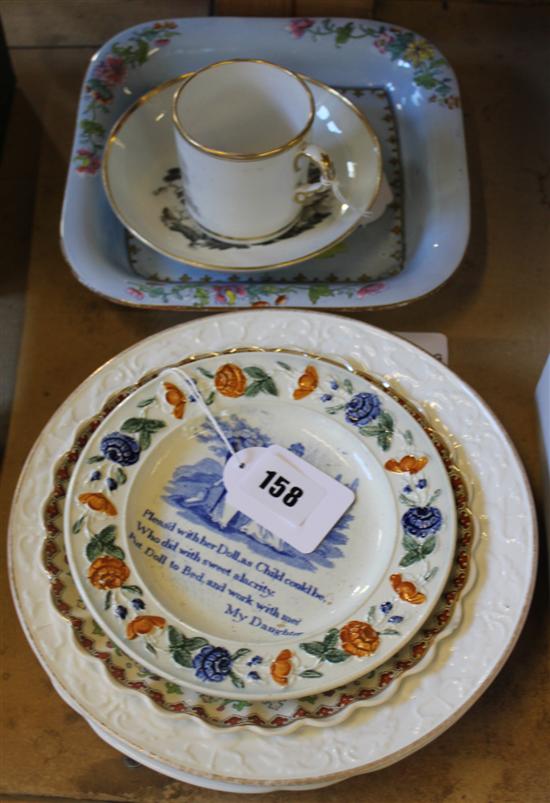 158
Pleas'd with her Doll, as Child could be,
Who did with sweet alacrity.
Put Doll to Bed, and work with me?
My Daughter